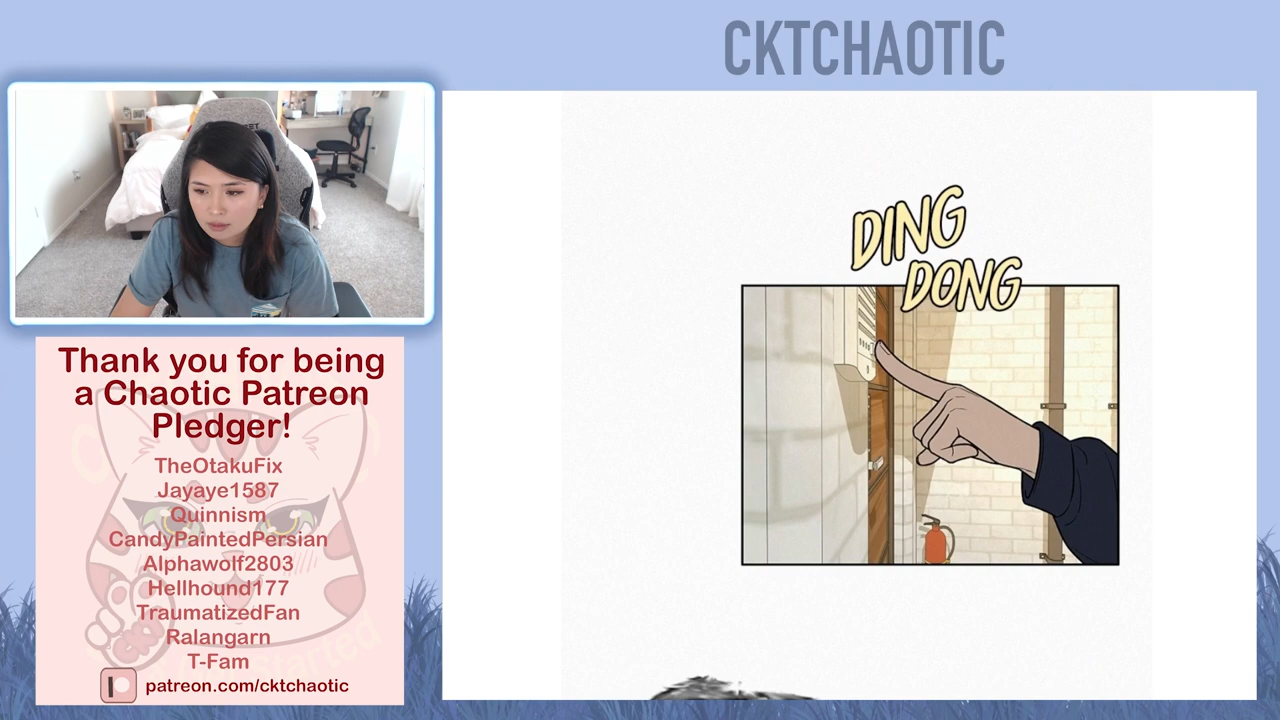 CKTCHAOTIC
DING
DONG
Thank you for being
a Chaotic Patreon
Pledger!
TheOtakuFix
Jayaye1587
Quinnism
CandyPaintedPersian
Alphawolf2803
Hellhound177
TraumatizedFan
Ralangarn
T-Fam
patreon.com/cktchaotic